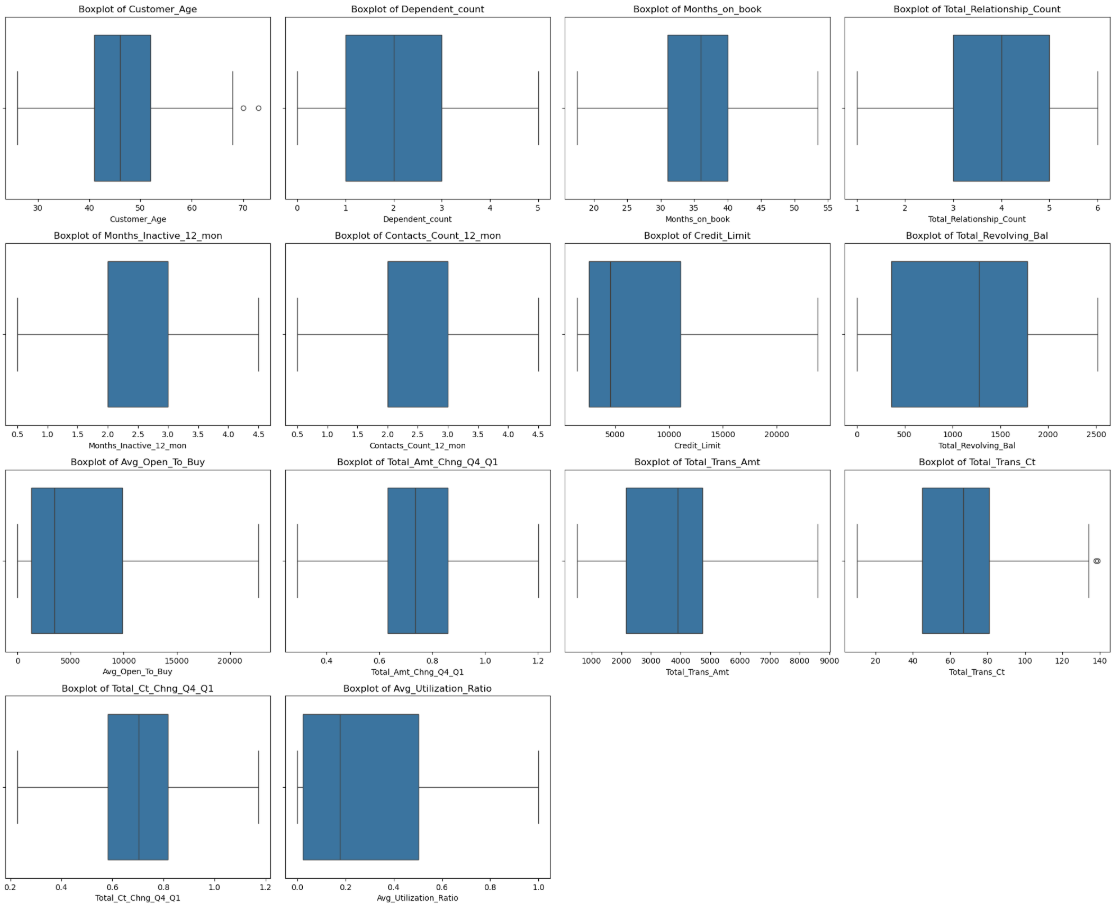 Boxplot of Customer_Age
30 40 50 60 70
Customer_Age
Boxplot of Dependent_count
0 1 2 3 4 5
Dependent_count
Boxplot of Months_on_book
20 25 30 35 40 45 50 55
Months_on_book
Boxplot of Total_Relationship_Count
1 2 3 4 5 6
Total_Relationship_Count
Boxplot of Months_Inactive_12_mon
0.5 1.0 1.5 2.0 2.5 3.0 3.5 4.0 4.5
Months_Inactive_12_mon
Boxplot of Contacts_Count_12_mon
0.5 1.0 1.5 2.0 2.5 3.0 3.5 4.0 4.5
Contacts_Count_12_mon
Boxplot of Credit_Limit
5000 10000 15000 20000
Credit_Limit
Boxplot of Total_Revolving_Bal
0 500 1000 1500 2000 2500
Total_Revolving_Bal
Boxplot of Avg_Open_To_Buy
0 5000 10000 15000 20000
Avg_Open_To_Buy
Boxplot of Total_Amt_Chng_Q4_Q1
0.4 0.6 0.8 1.0 1.2
Total_Amt_Chng_Q4_Q1
Boxplot of Total_Trans_Amt
1000 2000 3000 4000 5000 6000 7000 8000 9000
Total_Trans_Amt
Boxplot of Total_Trans_Ct
20 40 60 80 100 120 140
Total_Trans_Ct
Boxplot of Total_Ct_Chng_Q4_Q1
0.2 0.4 0.6 0.8 1.0 1.2
Total_Ct_Chng_Q4_Q1
Boxplot of Avg_Utilization_Ratio
0.0 0.2 0.4 0.6 0.8 1.0
Avg_Utilization_Ratio